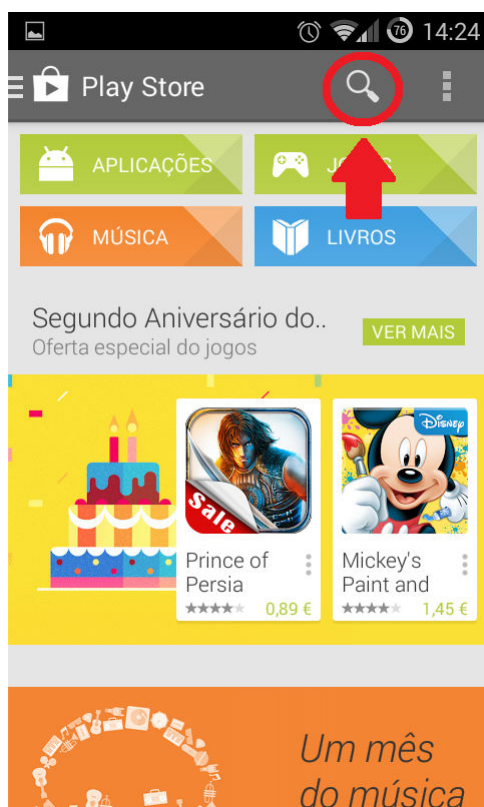 76 14:24
Play Store
APLICAÇÕES
MÚSICA
LIVROS
Segundo Aniversário do..
VER MAIS
Oferta especial do jogos
Sale
Disney
Prince of
Persia
0,89 €
Mickey's
Paint and
1,45 €
Um mês
do música